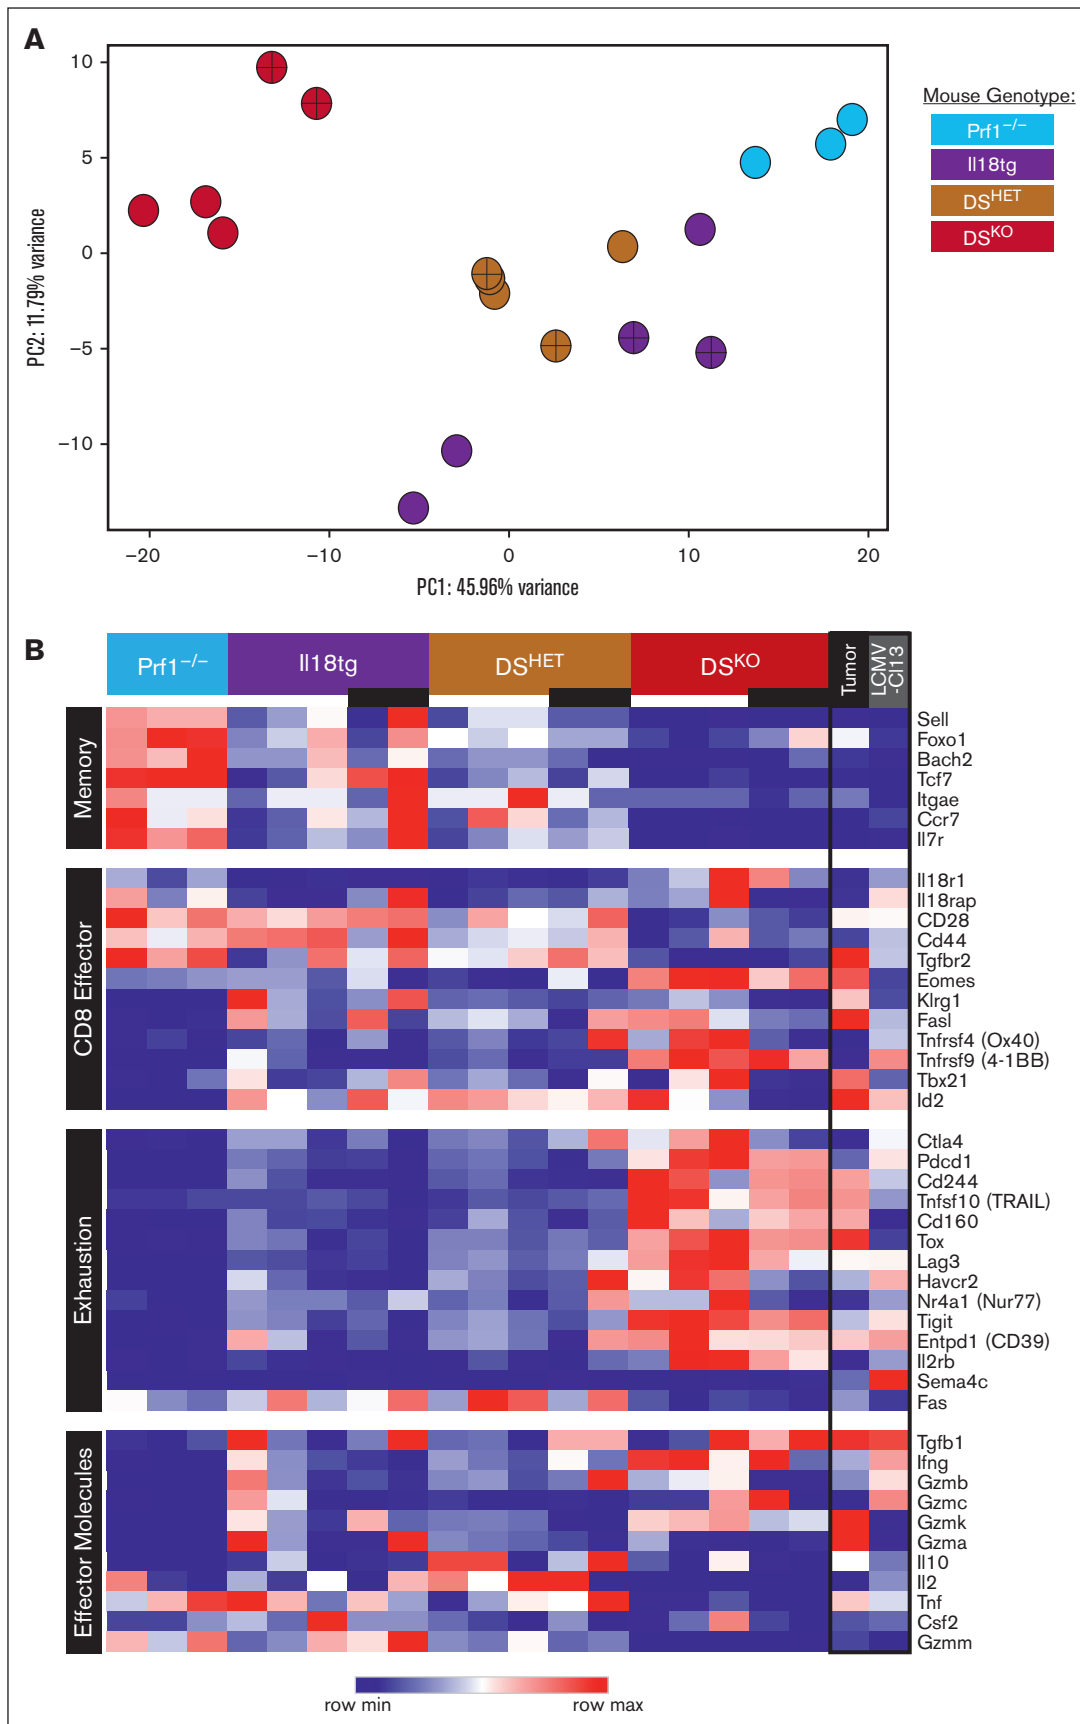 A
10
5
0
−5
−10
PC2: 11.79% variance
−20
−10
0
10
20
PC1: 45.96% variance
Mouse Genotype:
Prf1−/−
Il18tg
DSHET
DSKO
B
Prf1−/−
Il18tg
DSHET
DSKO
Tumor
LCMV
-Cl13
Memory
Sell
Foxo1
Bach2
Tcf7
Itgae
Ccr7
Il7r
CD8 Effector
Il18r1
Il18rap
CD28
Cd44
Tgfbr2
Eomes
Klrg1
Fasl
Tnfrsf4 (Ox40)
Tnfrsf9 (4-1BB)
Tbx21
Id2
Exhaustion
Ctla4
Pdcd1
Cd244
Tnfsf10 (TRAIL)
Cd160
Tox
Lag3
Havcr2
Nr4a1 (Nur77)
Tigit
Entpd1 (CD39)
Il2rb
Sema4c
Fas
Effector Molecules
Tgfb1
Ifng
Gzmb
Gzmc
Gzmk
Gzma
Il10
Il2
Tnf
Csf2
Gzmm
row min
row max